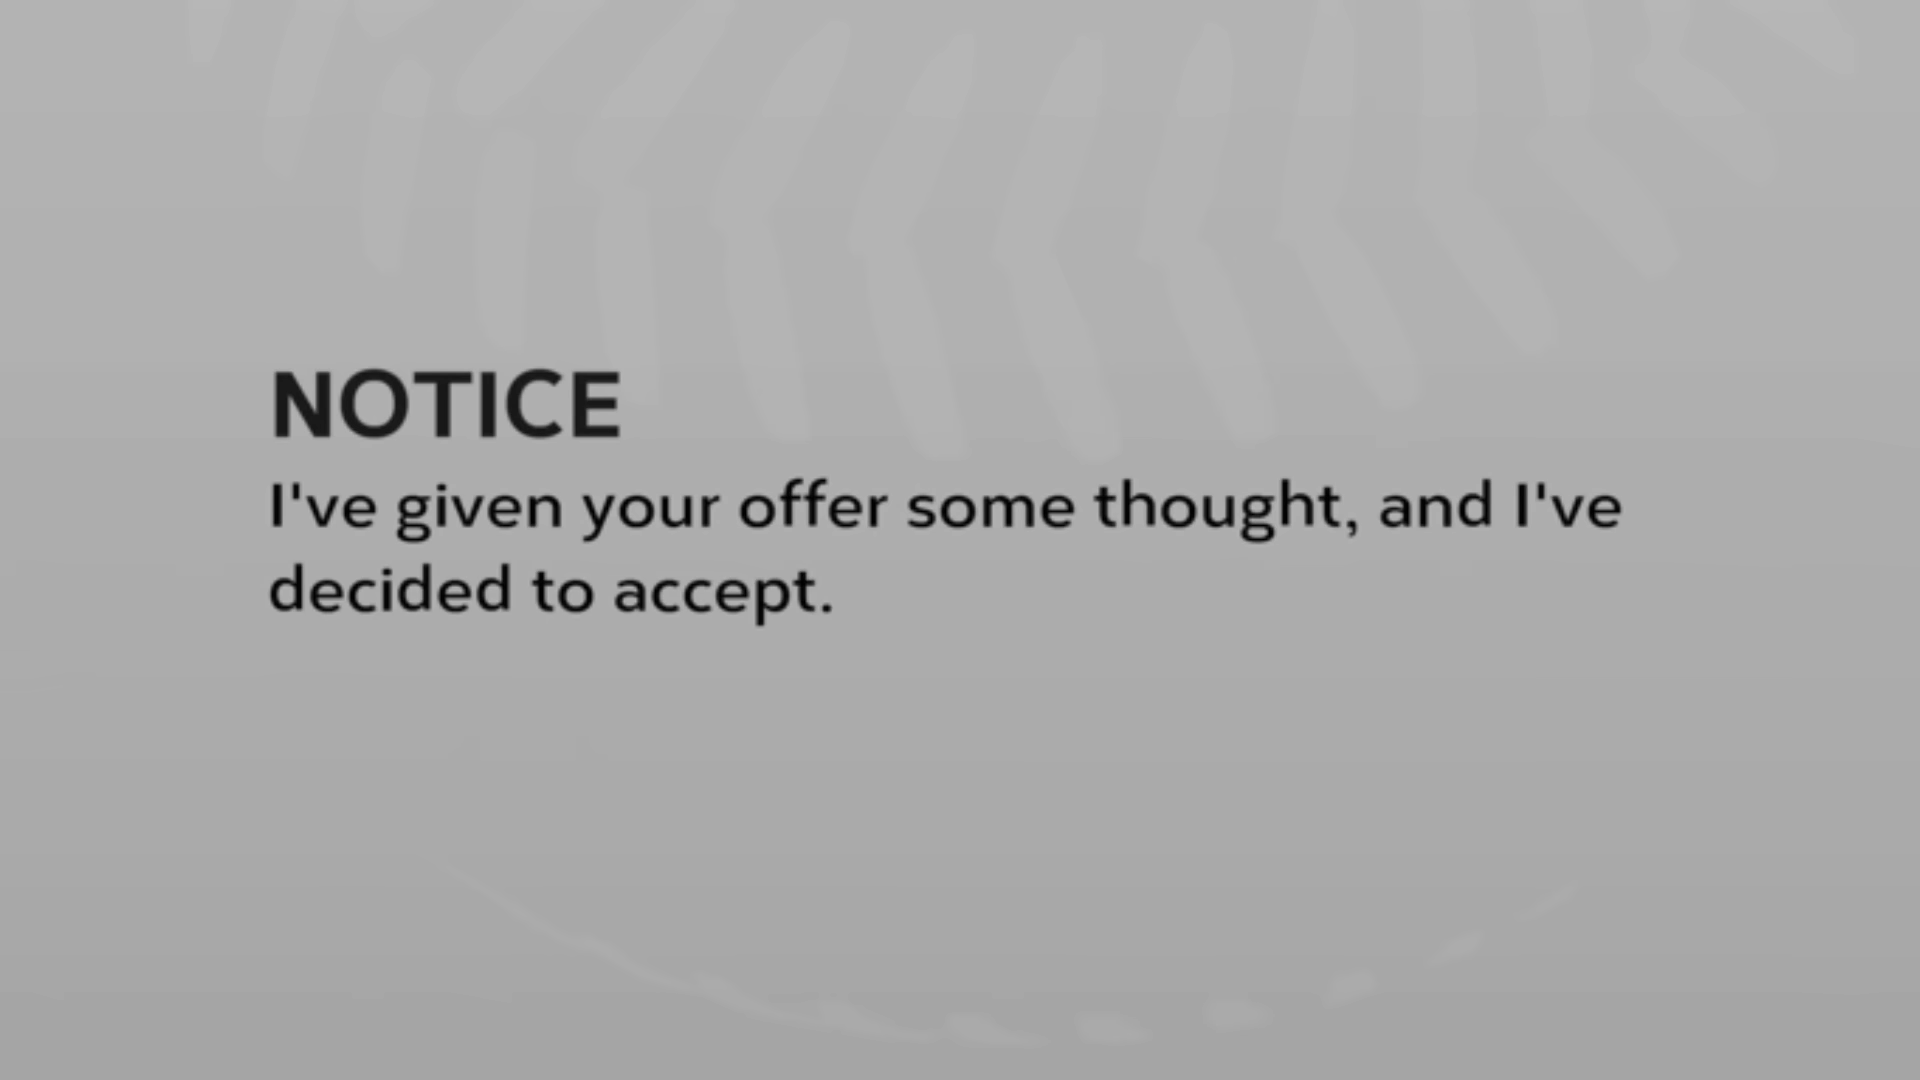 NOTICE
I've given your offer some thought, and I've
decided to accept.